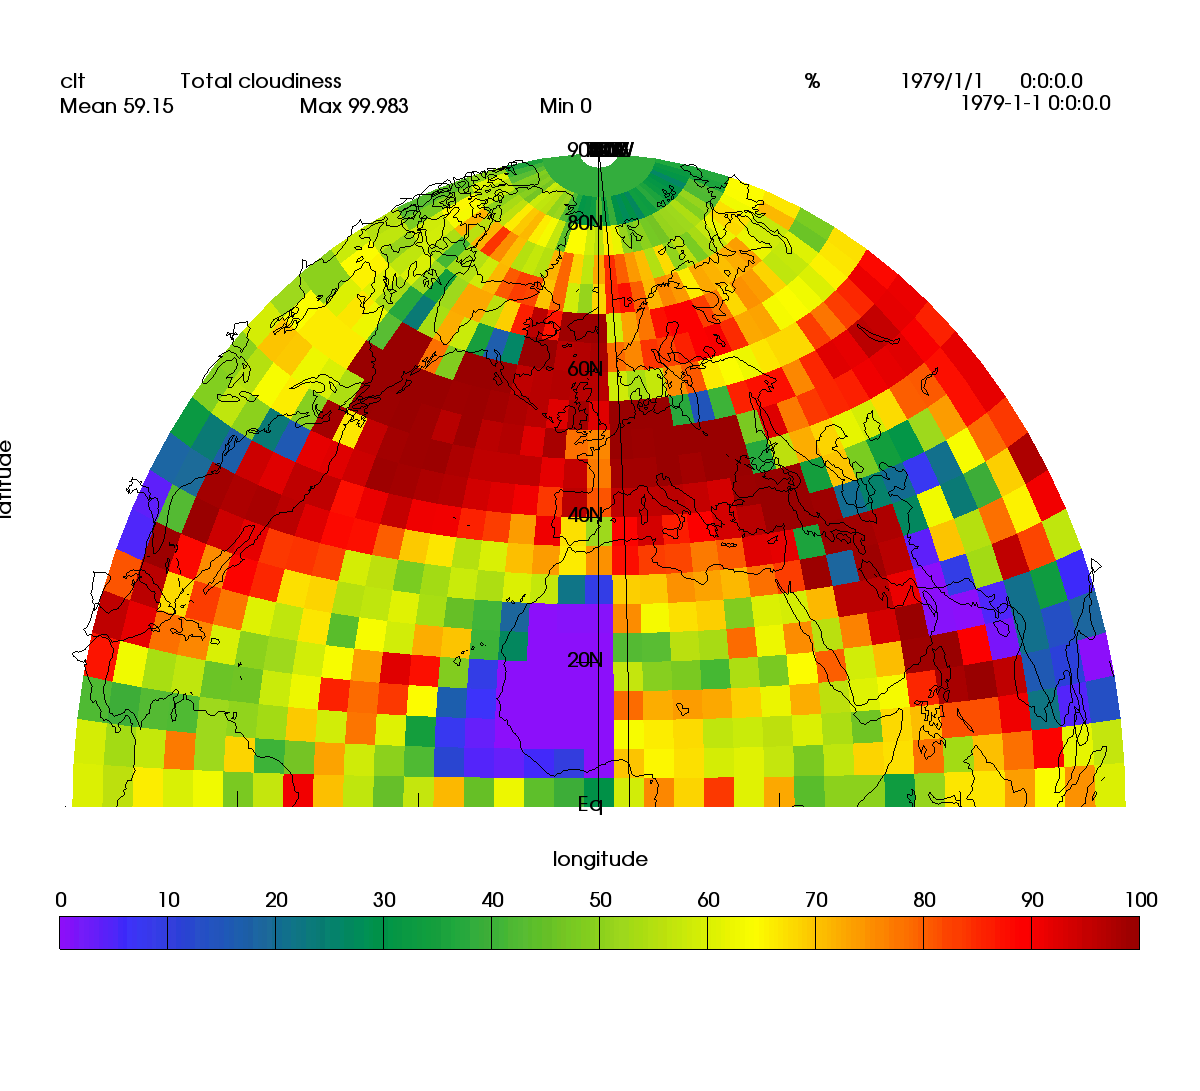 clt Total cloudiness % 1979/1/1 0:0:0.0
Mean 59.15 Max 99.983 Min 0 1979-1-1 0:0:0.0
80N
60N
latitude
40N
20N
Eq
longitude
0 10 20 30 40 50 60 70 80 90 100